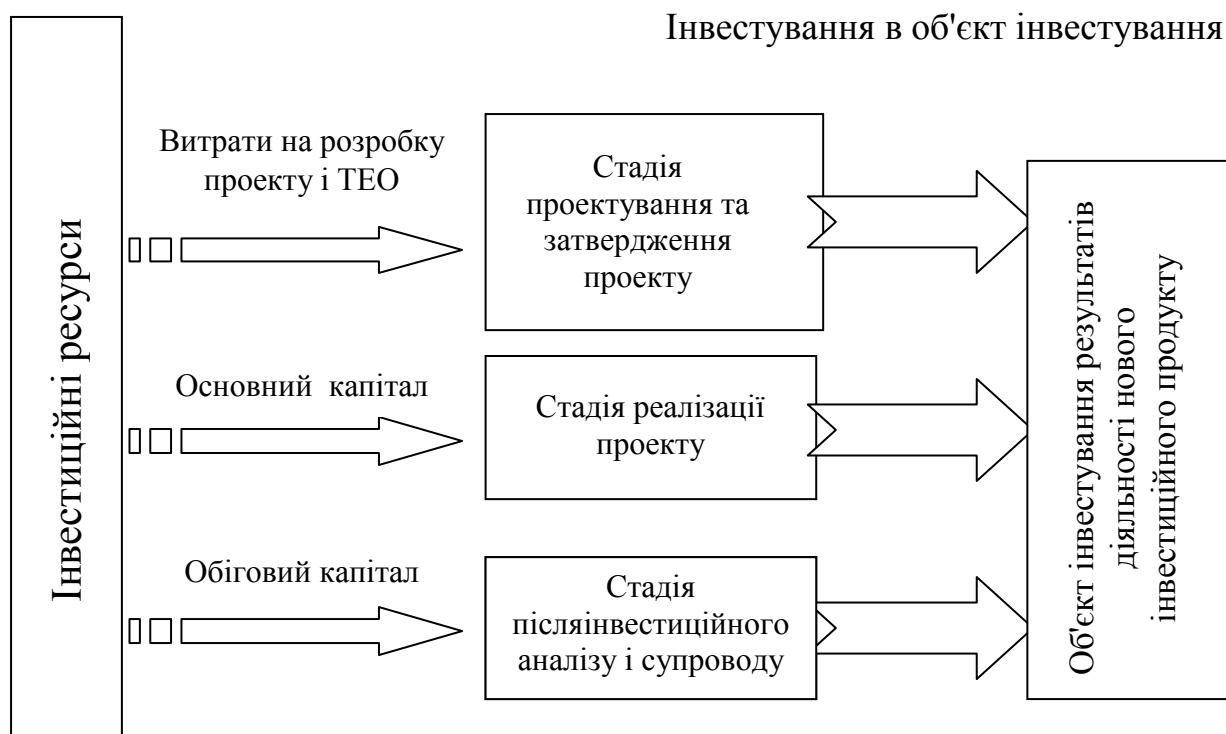 Інвестування в об'єкт інвестування
Інвестиційні ресурси
Витрати на розробку
проекту і ТЕО
Стадія
проектування та
затвердження
проекту
Основний капітал
Стадія реалізації
проекту
Обіговий капітал
Стадія
післяінвестиційного
аналізу і супроводу
Об'єкт інвестування результатів
діяльності нового
інвестиційного продукту